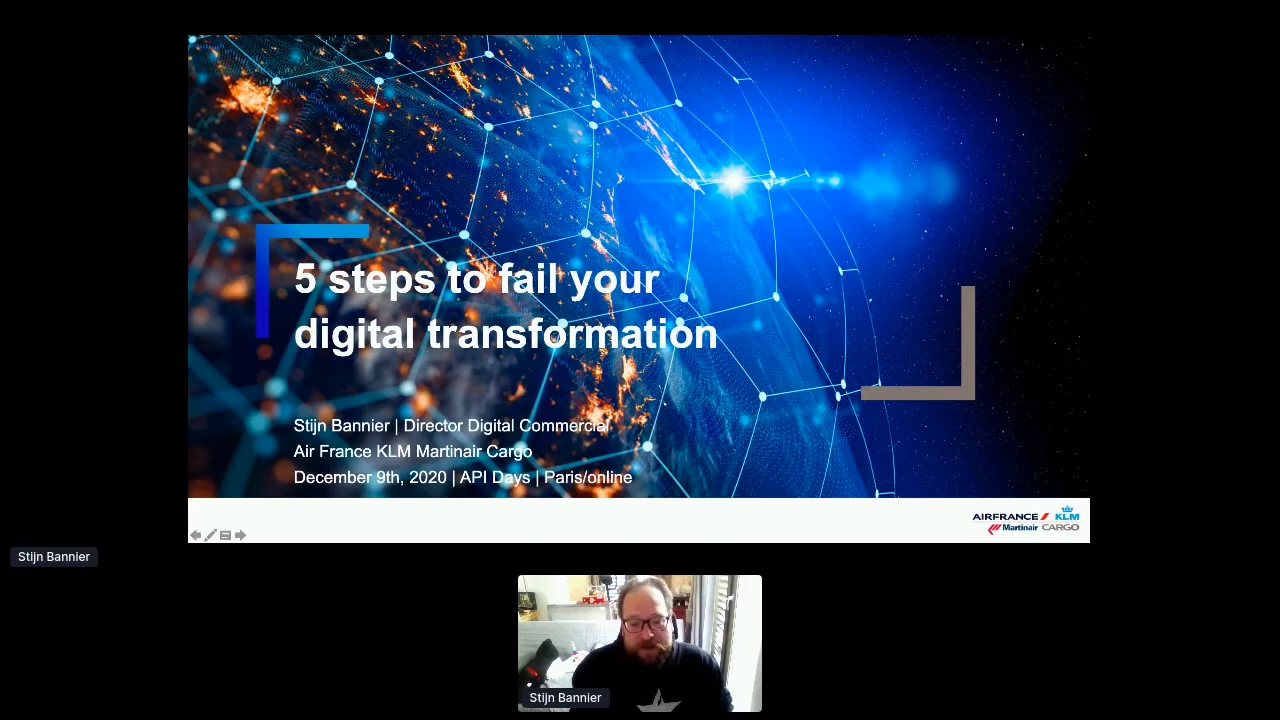 5 steps to fail your
digital transformation
Stijn Bannier | Director Digital Commercial
Air France KLM Martinair Cargo
December 9th, 2020 | API Days | Paris/online
AIRFRANCE KLM
Martinair CARGO
Stijn Bannier
Stijn Bannier